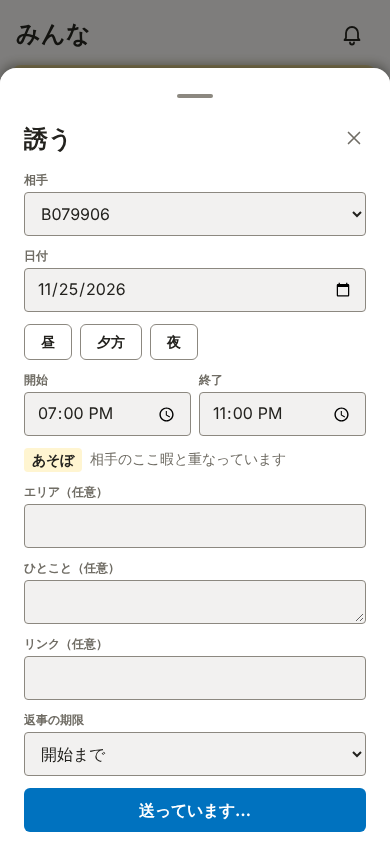 みんな
誘う
相手
B079906
日付
11/25/2026
昼 夕方 夜
開始 終了
07:00 PM 11:00 PM
あそぼ 相手のここ暇と重なっています
エリア（任意）
ひとこと（任意）
リンク（任意）
返事の期限
開始まで
送っています…